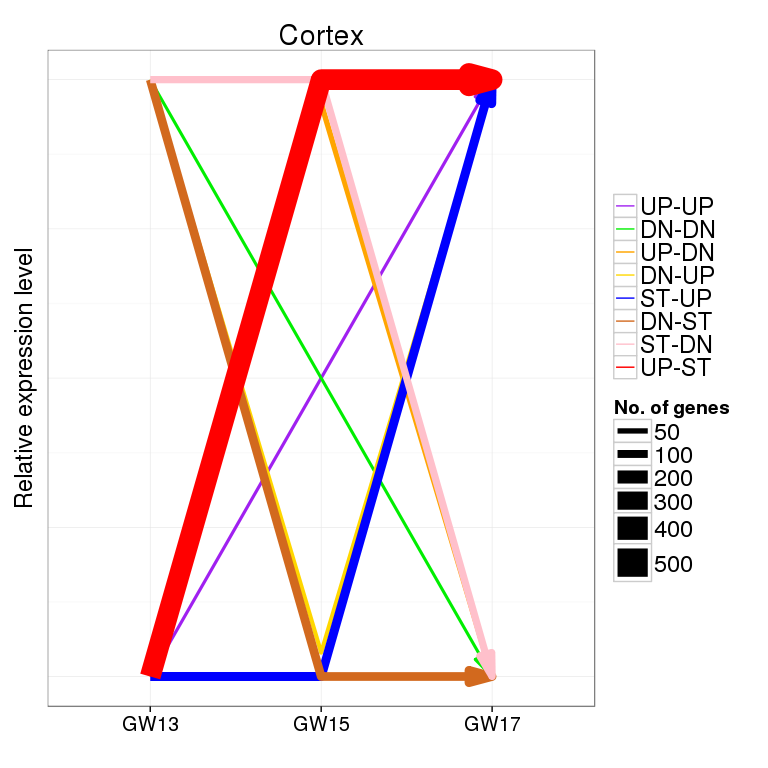 Cortex
Relative expression level
GW13
GW15
GW17
UP-UP
DN-DN
UP-DN
DN-UP
ST-UP
DN-ST
ST-DN
UP-ST
No. of genes
50
100
200
300
400
500